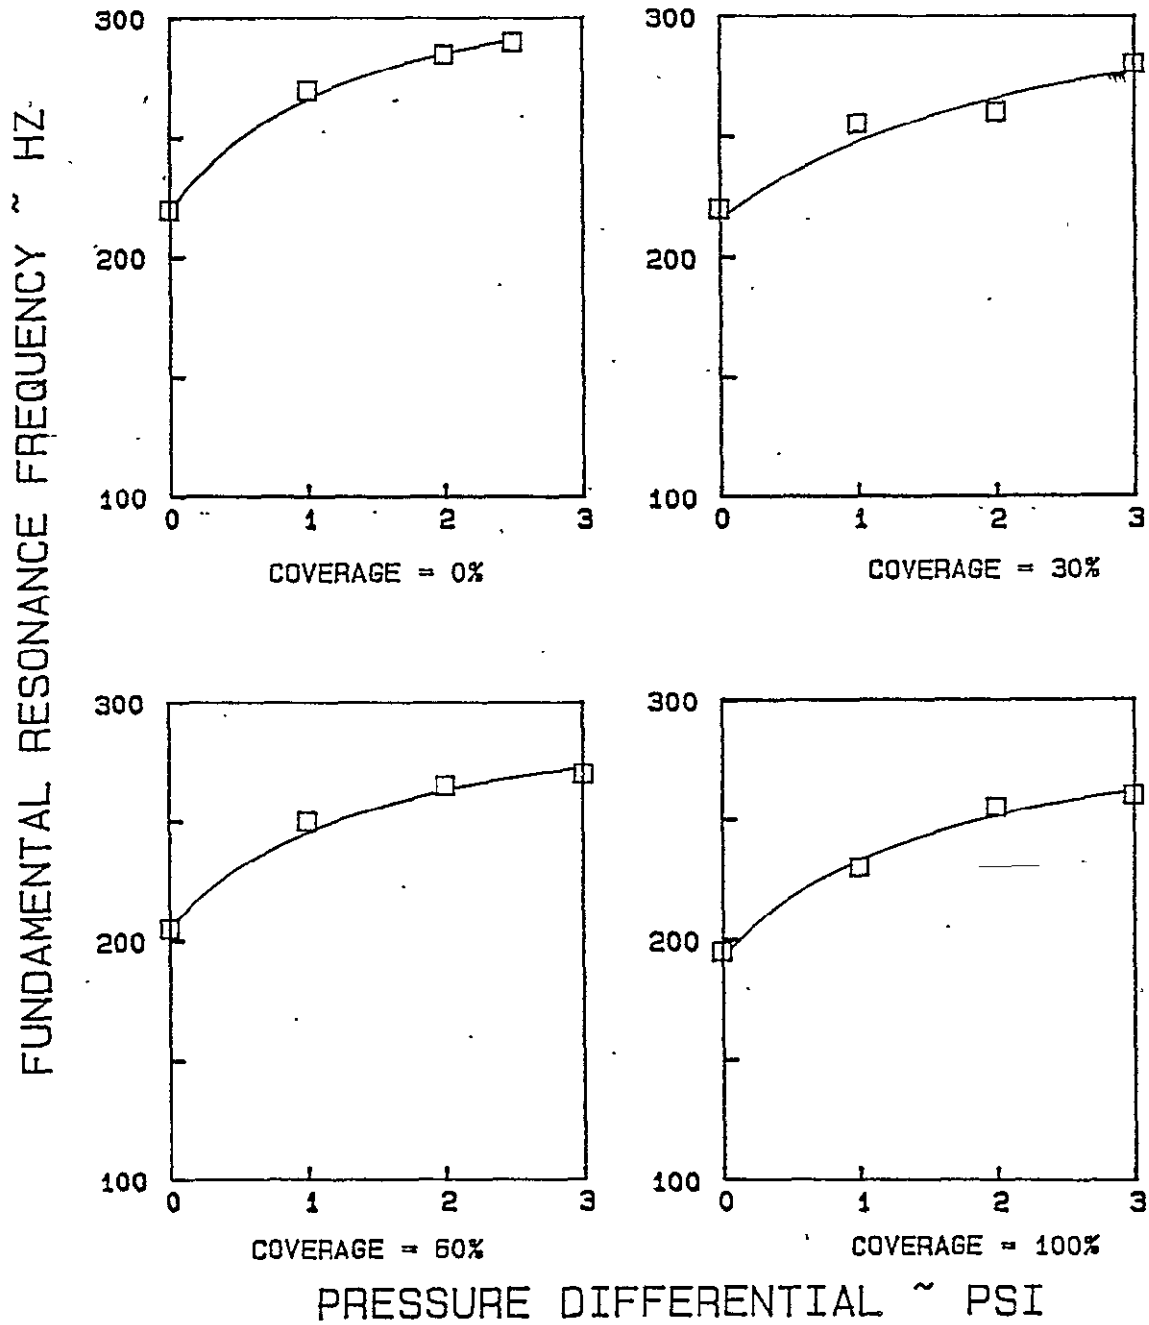 FUNDAMENTAL RESONANCE FREQUENCY ~ HZ.
300
200
100
0 1 2 3
COVERAGE = 0%
300
200
100
0 1 2 3
COVERAGE = 30%
300
200
100
0 1 2 3
COVERAGE = 60%
300
200
100
0 1 2 3
COVERAGE = 100%
PRESSURE DIFFERENTIAL ~ PSI